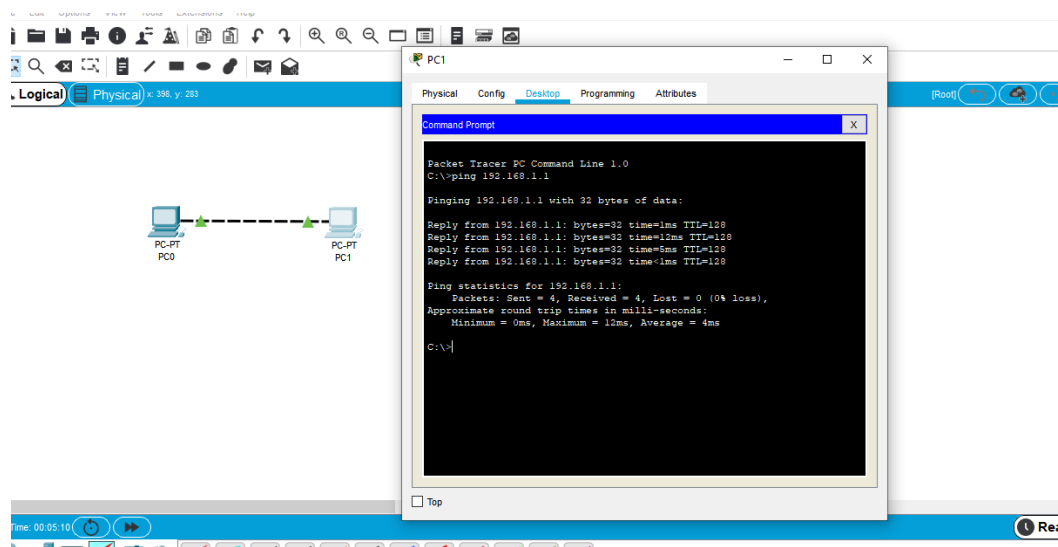 Edit Options View Tools Extensions Help
PC1
Physical Config Desktop Programming Attributes
Logical Physical x: 398, y: 283 [Root]
Command Prompt X
Packet Tracer PC Command Line 1.0
C:\>ping 192.168.1.1
Pinging 192.168.1.1 with 32 bytes of data:
Reply from 192.168.1.1: bytes=32 time=1ms TTL=128
Reply from 192.168.1.1: bytes=32 time=12ms TTL=128
Reply from 192.168.1.1: bytes=32 time=5ms TTL=128
Reply from 192.168.1.1: bytes=32 time<1ms TTL=128
Ping statistics for 192.168.1.1:
Packets: Sent = 4, Received = 4, Lost = 0 (0% loss),
Approximate round trip times in milli-seconds:
Minimum = 0ms, Maximum = 12ms, Average = 4ms
C:\>
PC-PT
PC0
PC-PT
PC1
Top
Time: 00:05:10